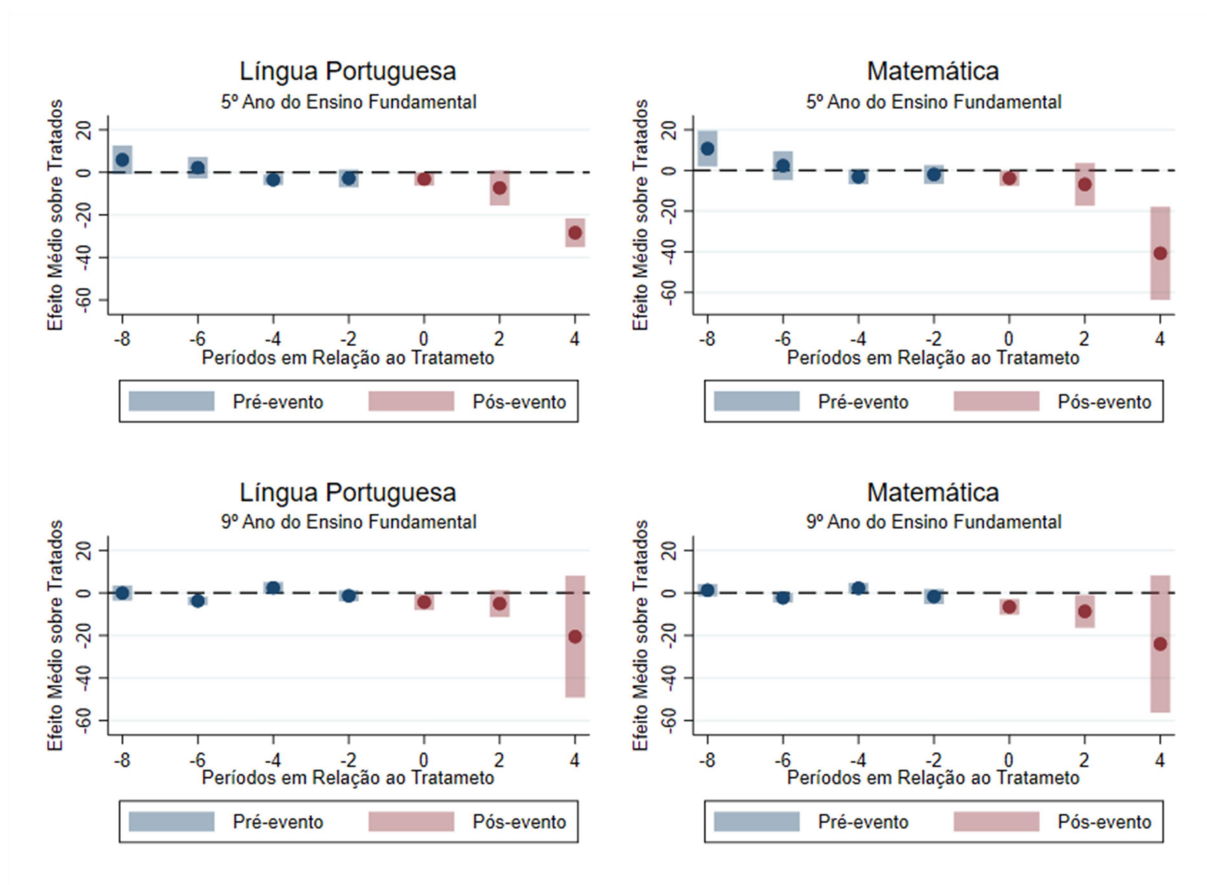 Língua Portuguesa
5º Ano do Ensino Fundamental
Efeito Médio sobre Tratados
20
0
-20
-40
-60
-8 -6 -4 -2 0 2 4
Períodos em Relação ao Tratameto
Pré-evento Pós-evento
Matemática
5º Ano do Ensino Fundamental
Efeito Médio sobre Tratados
20
0
-20
-40
-60
-8 -6 -4 -2 0 2 4
Períodos em Relação ao Tratameto
Pré-evento Pós-evento
Língua Portuguesa
9º Ano do Ensino Fundamental
Efeito Médio sobre Tratados
20
0
-20
-40
-60
-8 -6 -4 -2 0 2 4
Períodos em Relação ao Tratameto
Pré-evento Pós-evento
Matemática
9º Ano do Ensino Fundamental
Efeito Médio sobre Tratados
20
0
-20
-40
-60
-8 -6 -4 -2 0 2 4
Períodos em Relação ao Tratameto
Pré-evento Pós-evento